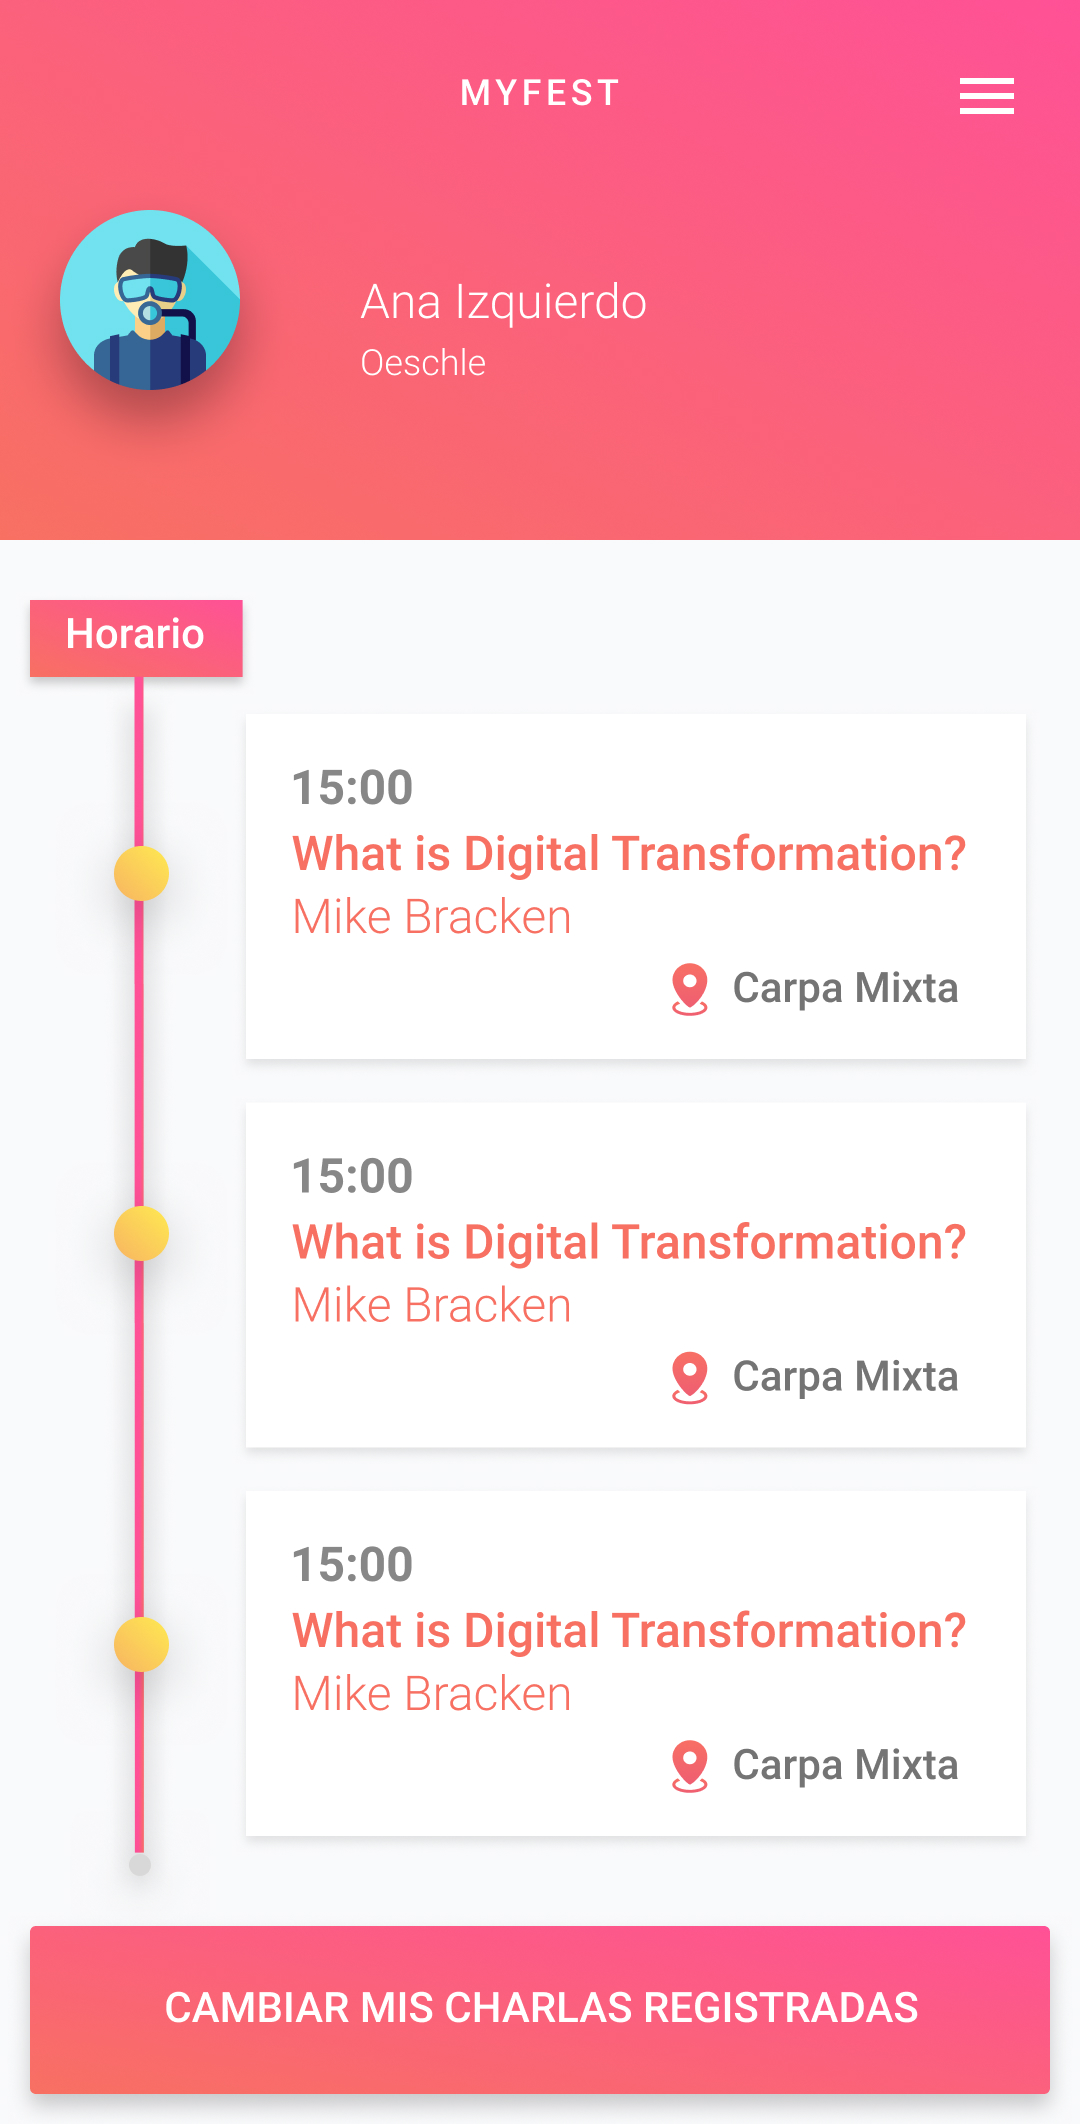 MYFEST
Ana Izquierdo
Oeschle
Horario
15:00
What is Digital Transformation?
Mike Bracken
Carpa Mixta
15:00
What is Digital Transformation?
Mike Bracken
Carpa Mixta
15:00
What is Digital Transformation?
Mike Bracken
Carpa Mixta
CAMBIAR MIS CHARLAS REGISTRADAS